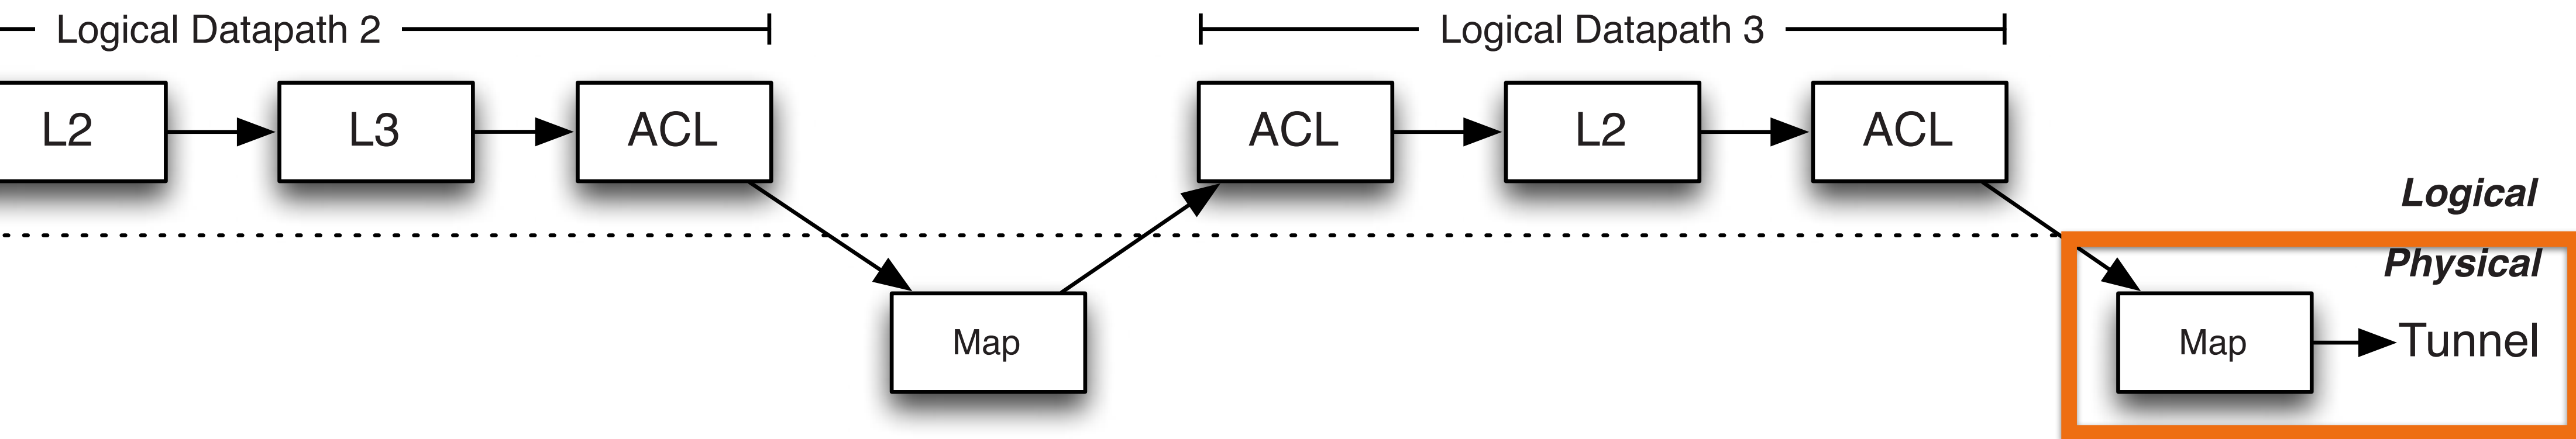 Logical Datapath 2
Logical Datapath 3
L2
L3
ACL
ACL
L2
ACL
Logical
Physical
Map
Map
Tunnel